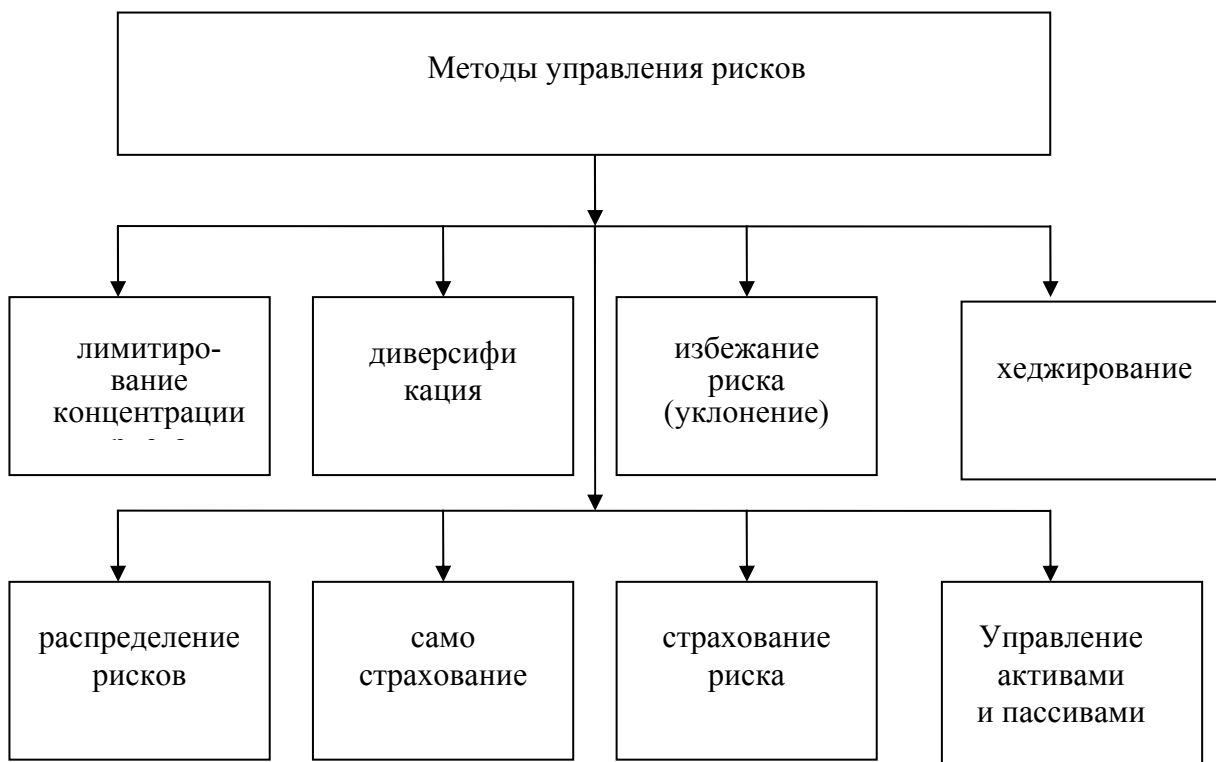 Методы управления рисков
лимитиро-
вание
концентрации
диверсифи
кация
избежание
риска
(уклонение)
хеджирование
распределение
рисков
само
страхование
страхование
риска
Управление
активами
и пассивами